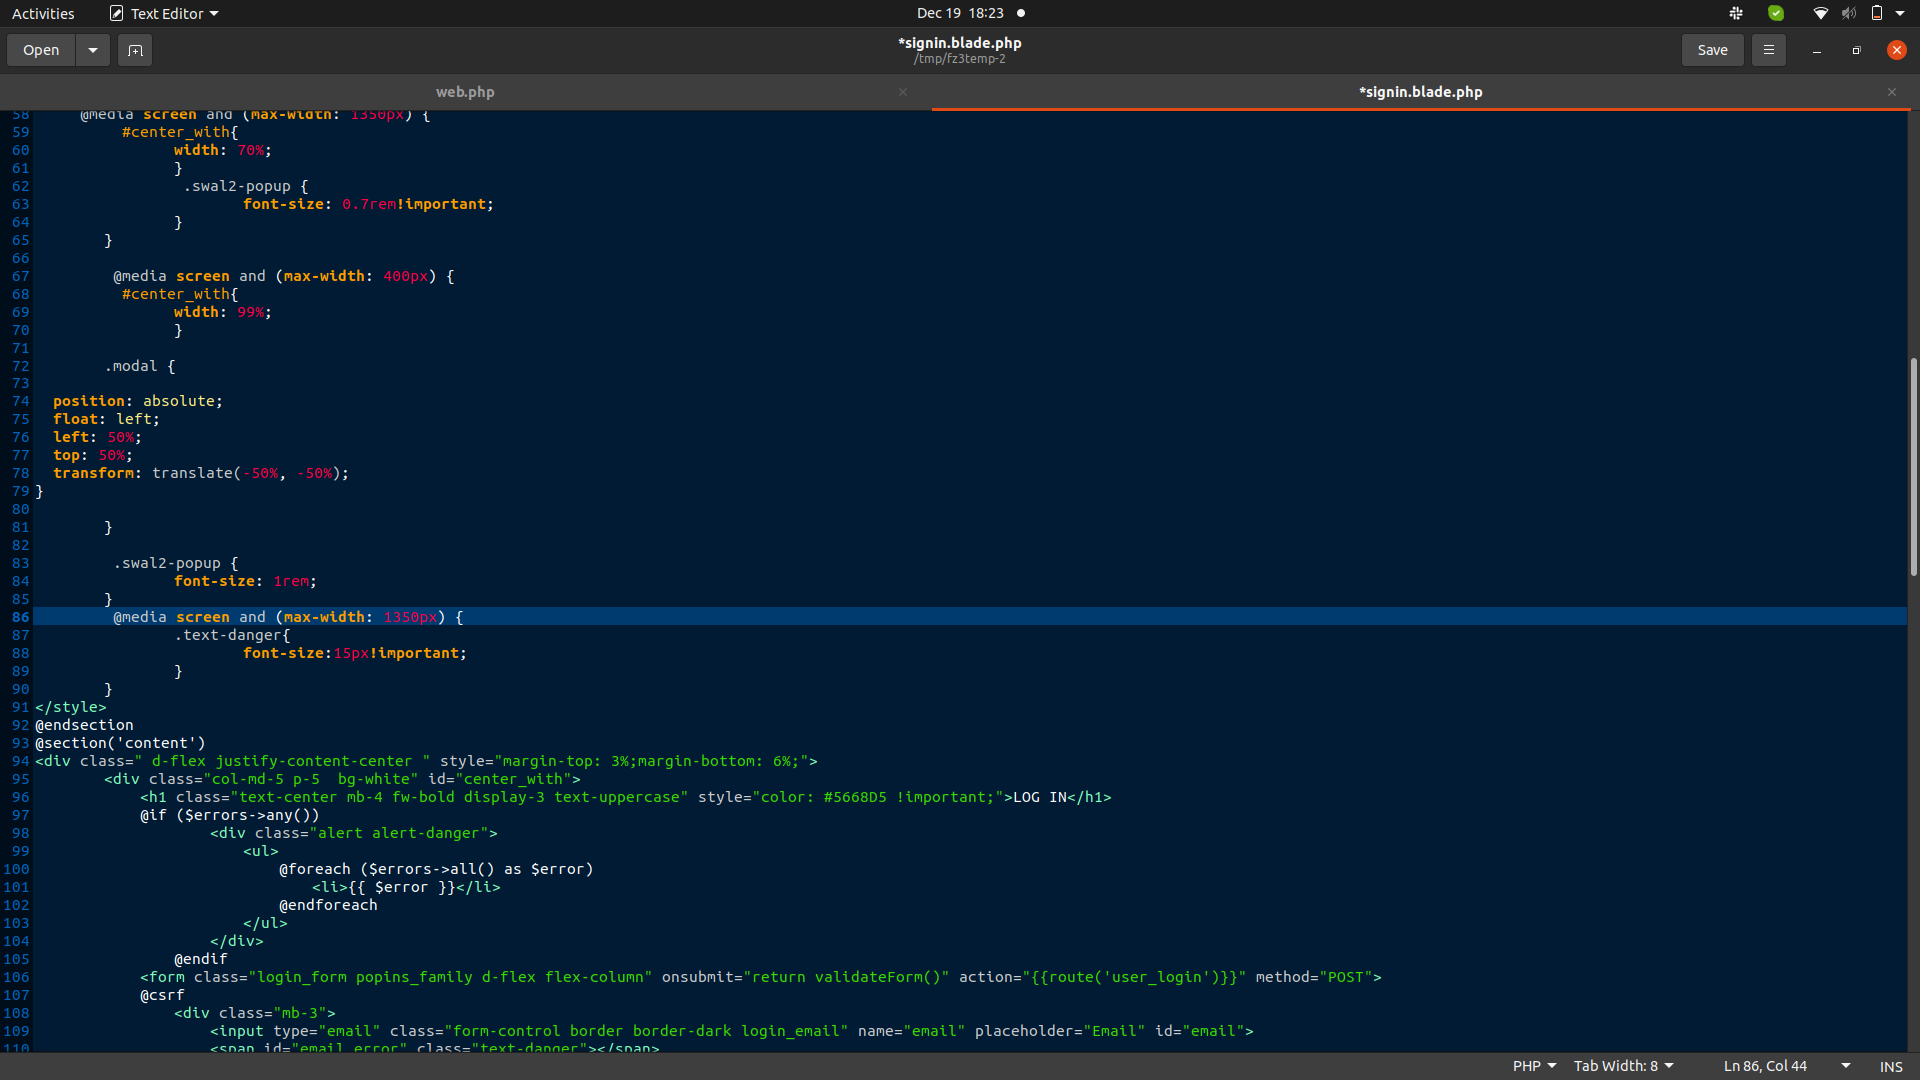 Activities
Text Editor
Dec 19 18:23
Open
*signin.blade.php
/tmp/fz3temp-2
Save
web.php
*signin.blade.php
58 @media screen and (max-width: 1350px) {
59 #center_with{
60 width: 70%;
61 }
62 .swal2-popup {
63 font-size: 0.7rem!important;
64 }
65 }
66
67 @media screen and (max-width: 400px) {
68 #center_with{
69 width: 99%;
70 }
71
72 .modal {
73
74 position: absolute;
75 float: left;
76 left: 50%;
77 top: 50%;
78 transform: translate(-50%, -50%);
79 }
80
81 }
82
83 .swal2-popup {
84 font-size: 1rem;
85 }
86 @media screen and (max-width: 1350px) {
87 .text-danger{
88 font-size:15px!important;
89 }
90 }
91 </style>
92 @endsection
93 @section('content')
94 <div class=" d-flex justify-content-center " style="margin-top: 3%;margin-bottom: 6%;">
95 <div class="col-md-5 p-5  bg-white" id="center_with">
96 <h1 class="text-center mb-4 fw-bold display-3 text-uppercase" style="color: #5668D5 !important;">LOG IN</h1>
97 @if ($errors->any())
98 <div class="alert alert-danger">
99 <ul>
100 @foreach ($errors->all() as $error)
101 <li>{{ $error }}</li>
102 @endforeach
103 </ul>
104 </div>
105 @endif
106 <form class="login_form popins_family d-flex flex-column" onsubmit="return validateForm()" action="{{route('user_login')}}" method="POST">
107 @csrf
108 <div class="mb-3">
109 <input type="email" class="form-control border border-dark login_email" name="email" placeholder="Email" id="email">
110 <span id="email_error" class="text-danger"></span>
PHP
Tab Width: 8
Ln 86, Col 44
INS